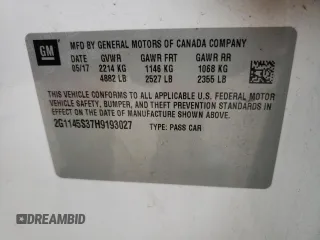 GM
MFD BY GENERAL MOTORS OF CANADA COMPANY
DATE GVWR GAWR FRT GAWR RR
05/17 2214 KG 1146 KG 1068 KG
4882 LB 2527 LB 2355 LB
THIS VEHICLE CONFORMS TO ALL APPLICABLE U.S. FEDERAL MOTOR
VEHICLE SAFETY, BUMPER, AND THEFT PREVENTION STANDARDS
IN EFFECT ON THE DATE OF MANUFACTURE SHOWN ABOVE.
2G1145S37H9193027 TYPE: PASS CAR
DREAMBID